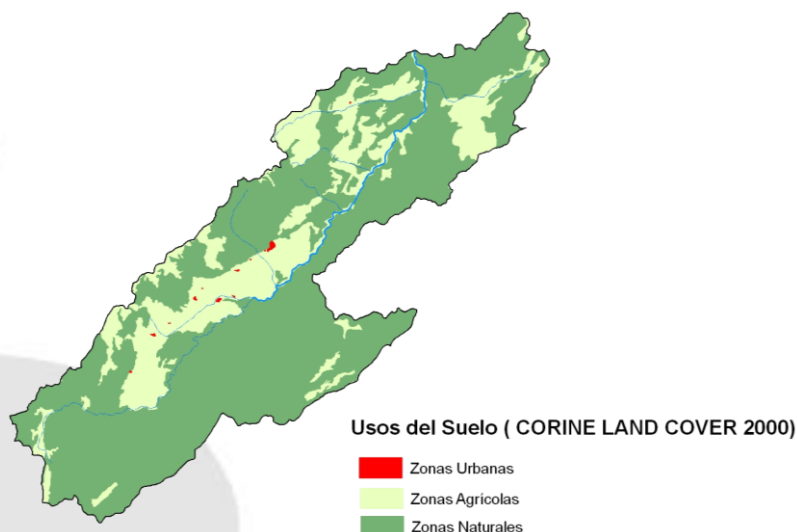 Usos del Suelo ( CORINE LAND COVER 2000)
Zonas Urbanas
Zonas Agrícolas
Zonas Naturales